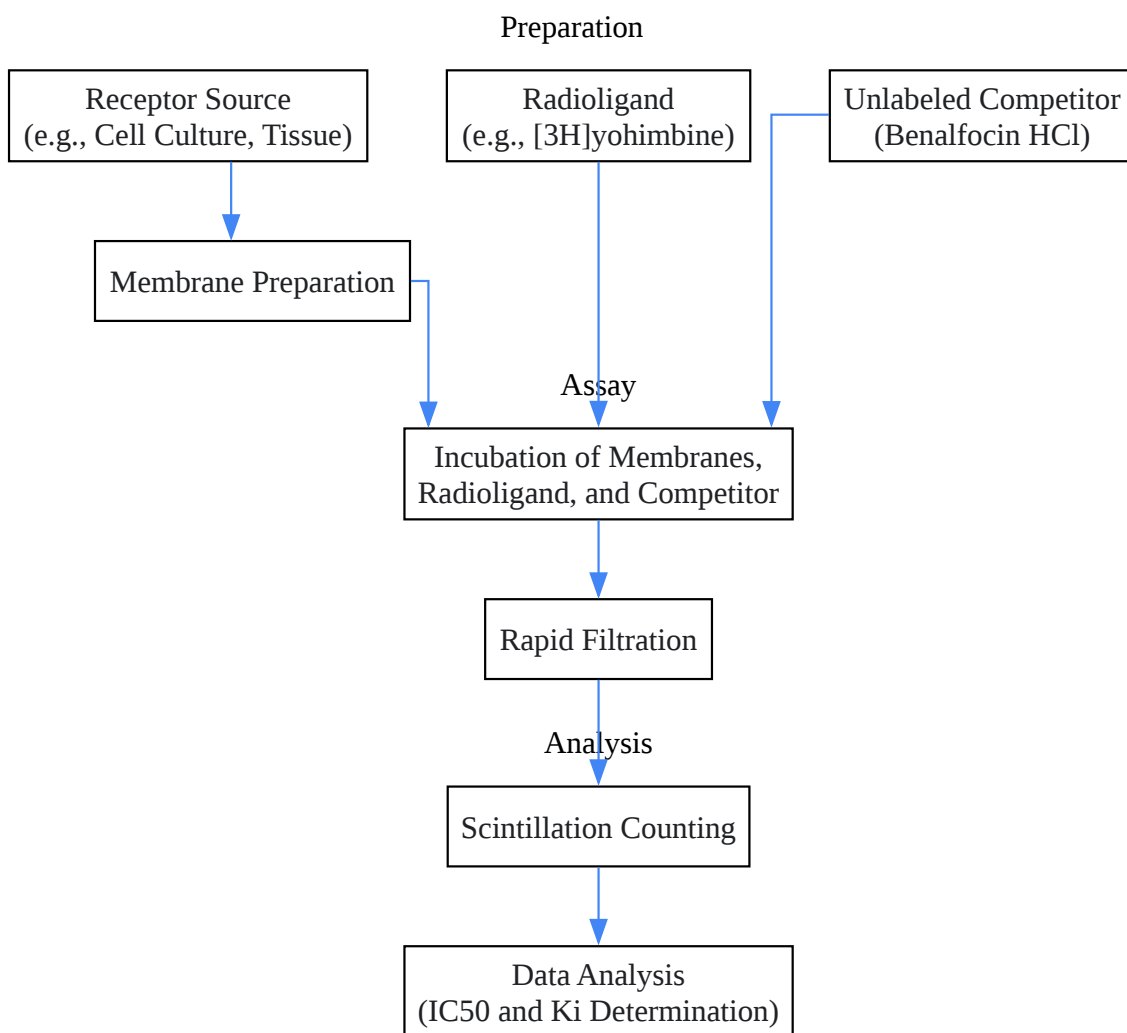 Preparation
Receptor Source
(e.g., Cell Culture, Tissue)
Radioligand
(e.g., [3H]yohimbine)
Unlabeled Competitor
(Benalfocin HCl)
Membrane Preparation
Assay
Incubation of Membranes,
Radioligand, and Competitor
Rapid Filtration
Analysis
Scintillation Counting
Data Analysis
(IC50 and Ki Determination)